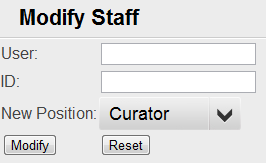 Modify Staff
User:
ID:
New Position: Curator
Modify Reset